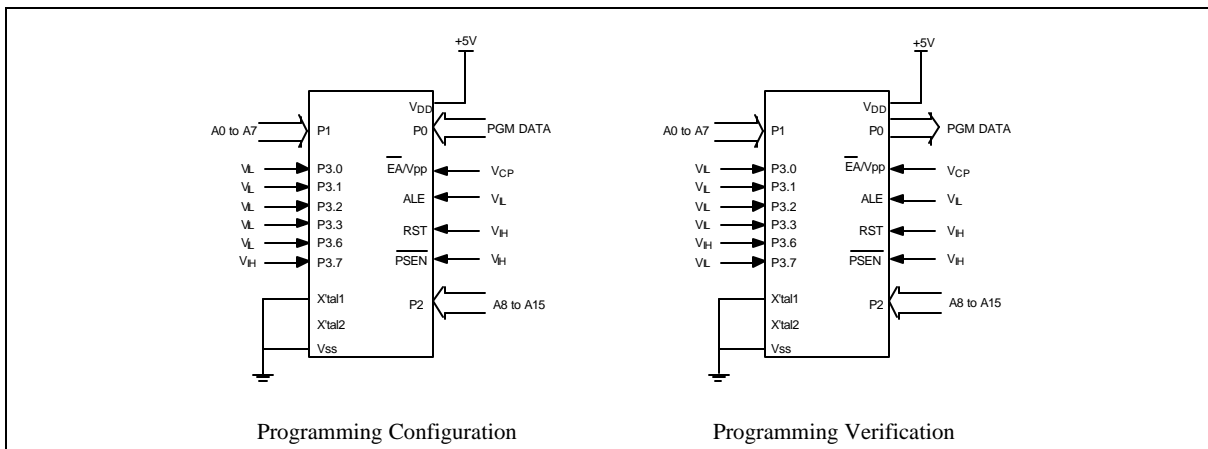 +5V
VDD
A0 to A7
P1
P0
PGM DATA
VIL
P3.0
EA/Vpp
VCP
VIL
P3.1
VIL
P3.2
ALE
VIL
VIL
P3.3
RST
VIH
VIL
P3.6
VIH
P3.7
PSEN
VIH
X'tal1
P2
A8 to A15
X'tal2
Vss
Programming Configuration
+5V
VDD
A0 to A7
P1
P0
PGM DATA
VIL
P3.0
EA/Vpp
VCP
VIL
P3.1
VIL
P3.2
ALE
VIL
VIL
P3.3
RST
VIH
VIH
P3.6
VIL
P3.7
PSEN
VIH
X'tal1
P2
A8 to A15
X'tal2
Vss
Programming Verification